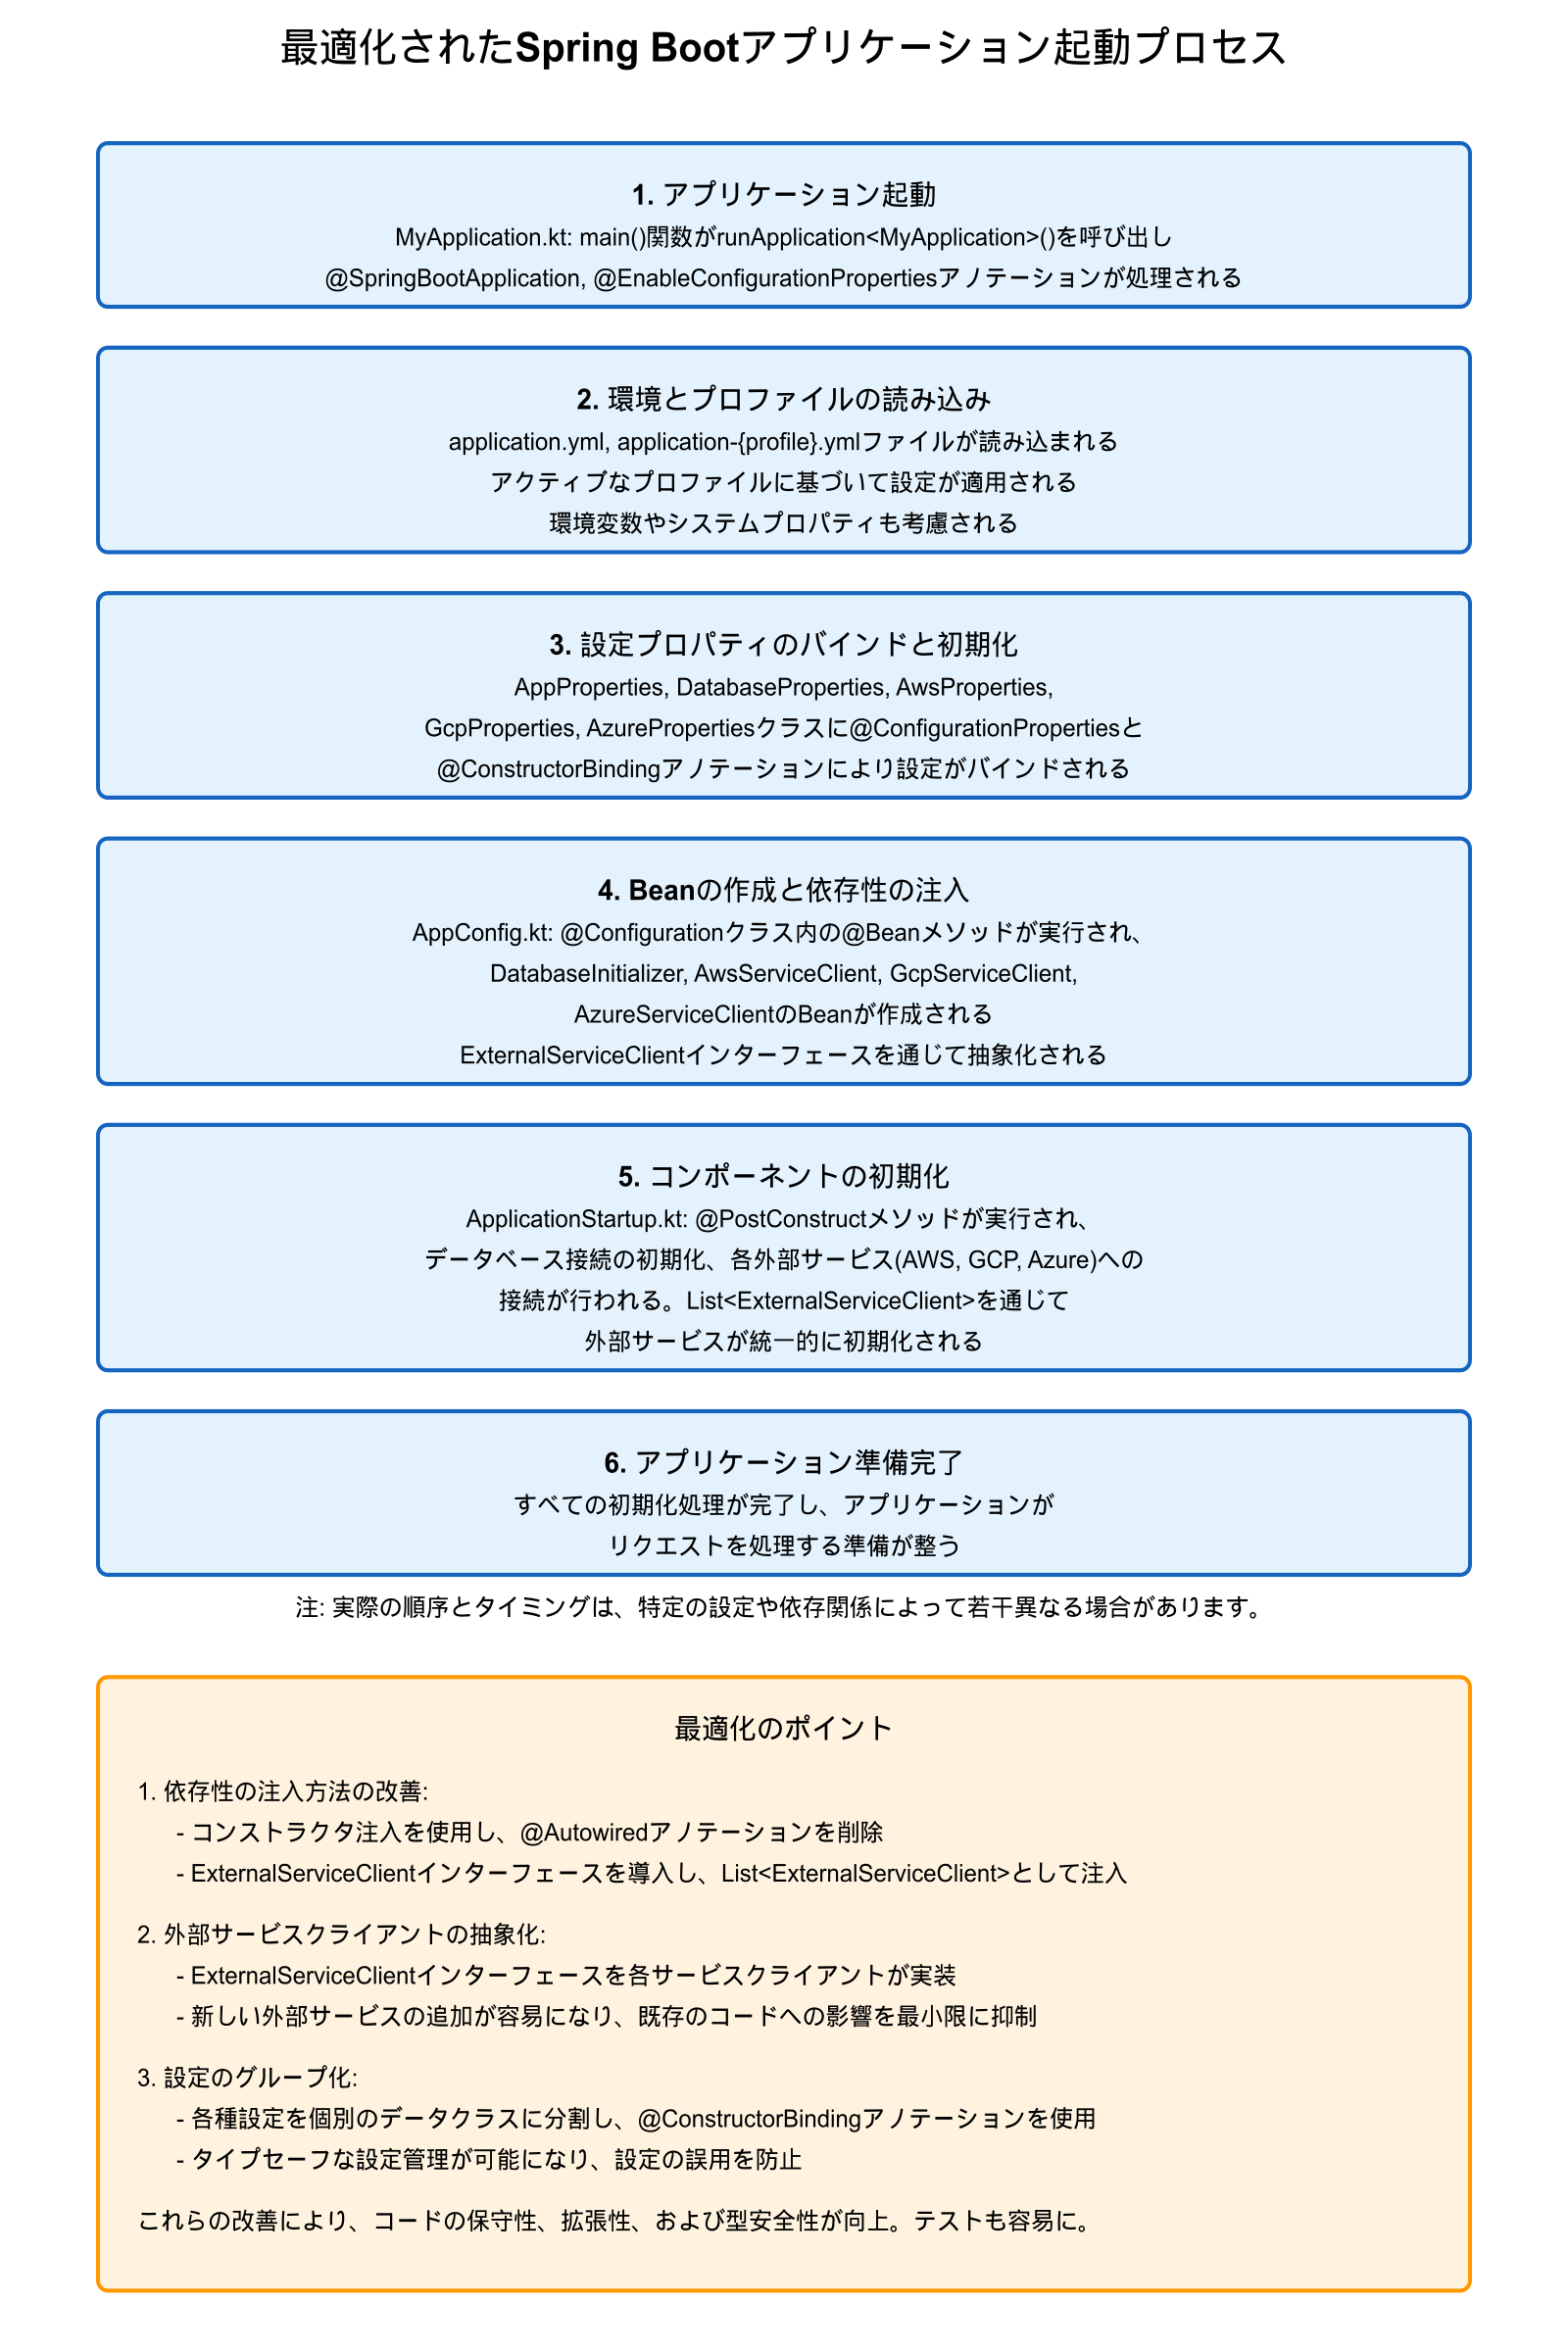 最適化されたSpring Bootアプリケーション起動プロセス
1. アプリケーション起動
MyApplication.kt: main()関数がrunApplication<MyApplication>()を呼び出し
@SpringBootApplication, @EnableConfigurationPropertiesアノテーションが処理される
2. 環境とプロファイルの読み込み
application.yml, application-{profile}.ymlファイルが読み込まれる
アクティブなプロファイルに基づいて設定が適用される
環境変数やシステムプロパティも考慮される
3. 設定プロパティのバインドと初期化
AppProperties, DatabaseProperties, AwsProperties,
GcpProperties, AzurePropertiesクラスに@ConfigurationPropertiesと
@ConstructorBindingアノテーションにより設定がバインドされる
4. Beanの作成と依存性の注入
AppConfig.kt: @Configurationクラス内の@Beanメソッドが実行され、
DatabaseInitializer, AwsServiceClient, GcpServiceClient,
AzureServiceClientのBeanが作成される
ExternalServiceClientインターフェースを通じて抽象化される
5. コンポーネントの初期化
ApplicationStartup.kt: @PostConstructメソッドが実行され、
データベース接続の初期化、各外部サービス(AWS, GCP, Azure)への
接続が行われる。List<ExternalServiceClient>を通じて
外部サービスが統一的に初期化される
6. アプリケーション準備完了
すべての初期化処理が完了し、アプリケーションが
リクエストを処理する準備が整う
注: 実際の順序とタイミングは、特定の設定や依存関係によって若干異なる場合があります。
最適化のポイント
1. 依存性の注入方法の改善:
- コンストラクタ注入を使用し、@Autowiredアノテーションを削除
- ExternalServiceClientインターフェースを導入し、List<ExternalServiceClient>として注入
2. 外部サービスクライアントの抽象化:
- ExternalServiceClientインターフェースを各サービスクライアントが実装
- 新しい外部サービスの追加が容易になり、既存のコードへの影響を最小限に抑制
3. 設定のグループ化:
- 各種設定を個別のデータクラスに分割し、@ConstructorBindingアノテーションを使用
- タイプセーフな設定管理が可能になり、設定の誤用を防止
これらの改善により、コードの保守性、拡張性、および型安全性が向上。テストも容易に。